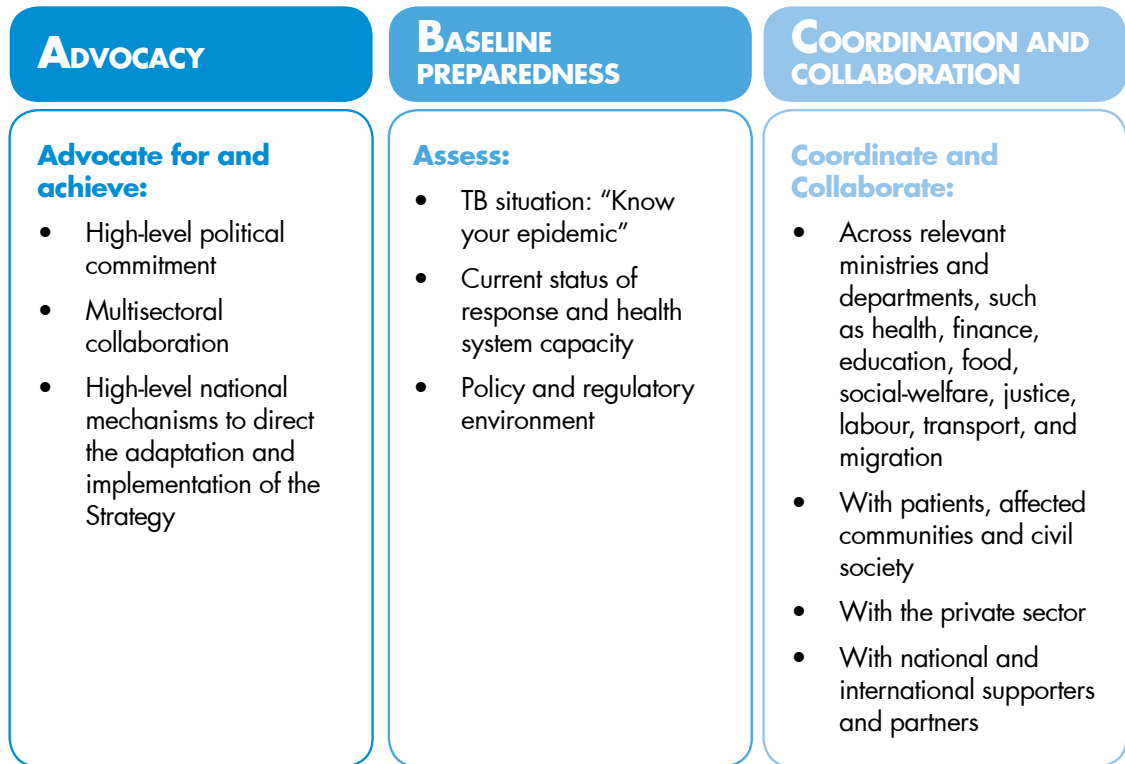 ADVOCACY
Advocate for and
achieve:
• High-level political
commitment
• Multisectoral
collaboration
• High-level national
mechanisms to direct
the adaptation and
implementation of the
Strategy
BASELINE
PREPAREDNESS
Assess:
• TB situation: “Know
your epidemic”
• Current status of
response and health
system capacity
• Policy and regulatory
environment
COORDINATION AND
COLLABORATION
Coordinate and
Collaborate:
• Across relevant
ministries and
departments, such
as health, finance,
education, food,
social-welfare, justice,
labour, transport, and
migration
• With patients, affected
communities and civil
society
• With the private sector
• With national and
international supporters
and partners